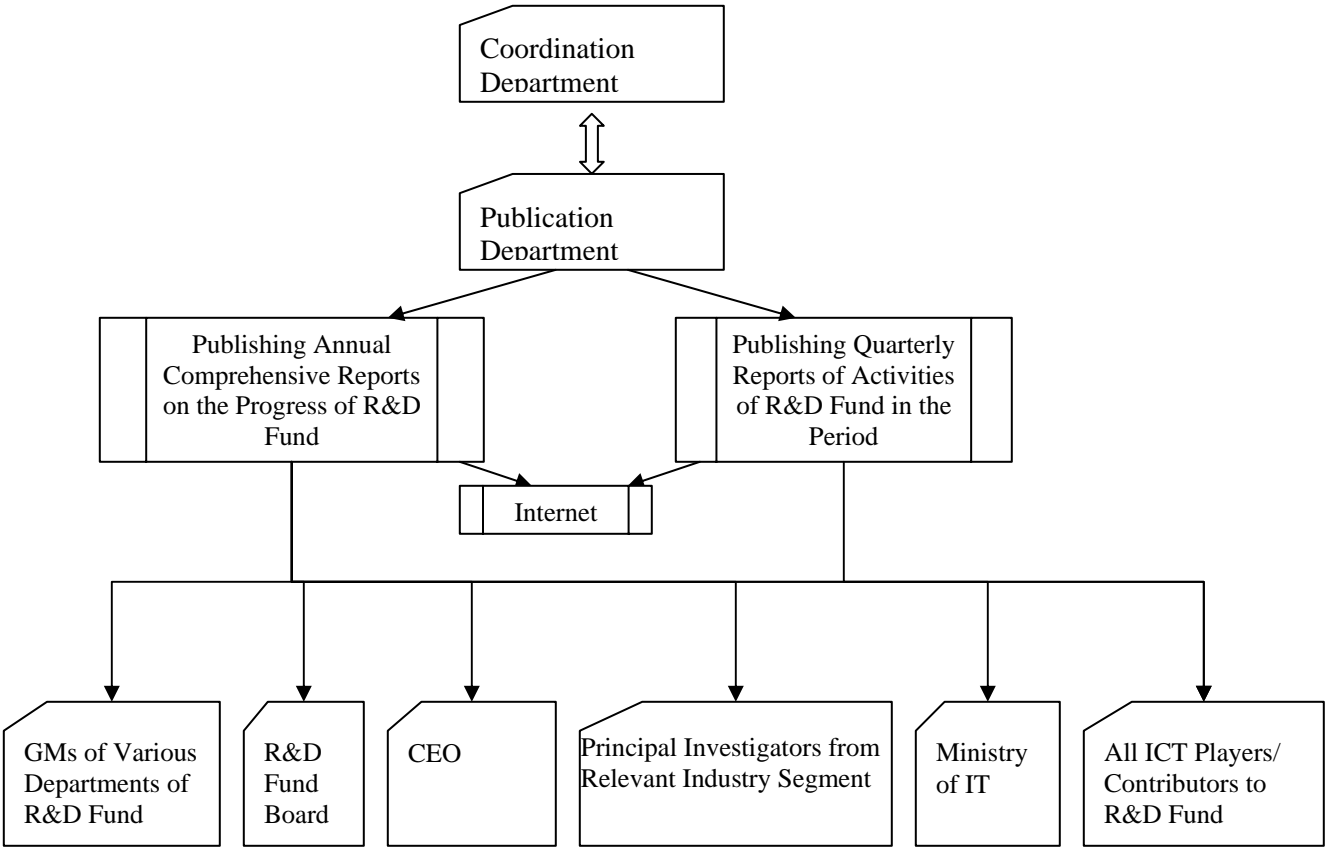 Coordination
Department
Publication
Department
Publishing Annual
Comprehensive Reports
on the Progress of R&D
Fund
Publishing Quarterly
Reports of Activities
of R&D Fund in the
Period
Internet
GMs of Various
Departments of
R&D Fund
R&D
Fund
Board
CEO
Principal Investigators from
Relevant Industry Segment
Ministry
of IT
All ICT Players/
Contributors to
R&D Fund